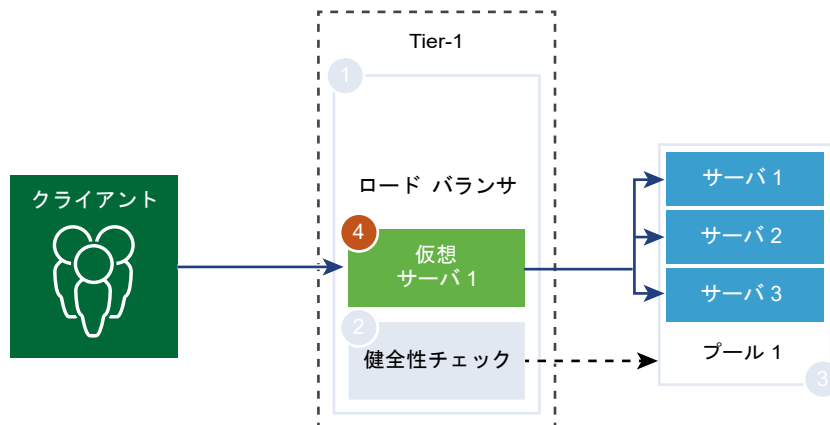 Tier-1
1
ロード バランサ
クライアント
4
仮想
サーバ 1
2
健全性チェック
サーバ 1
サーバ 2
サーバ 3
プール 1
3